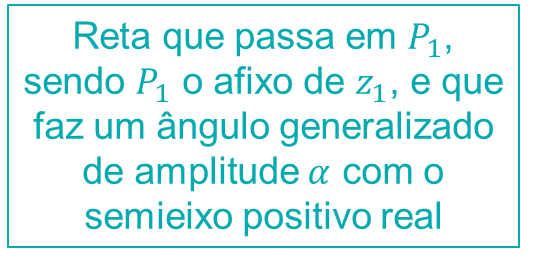 Reta que passa em P₁,
sendo P₁ o afixo de z₁, e que
faz um ângulo generalizado
de amplitude α com o
semieixo positivo real